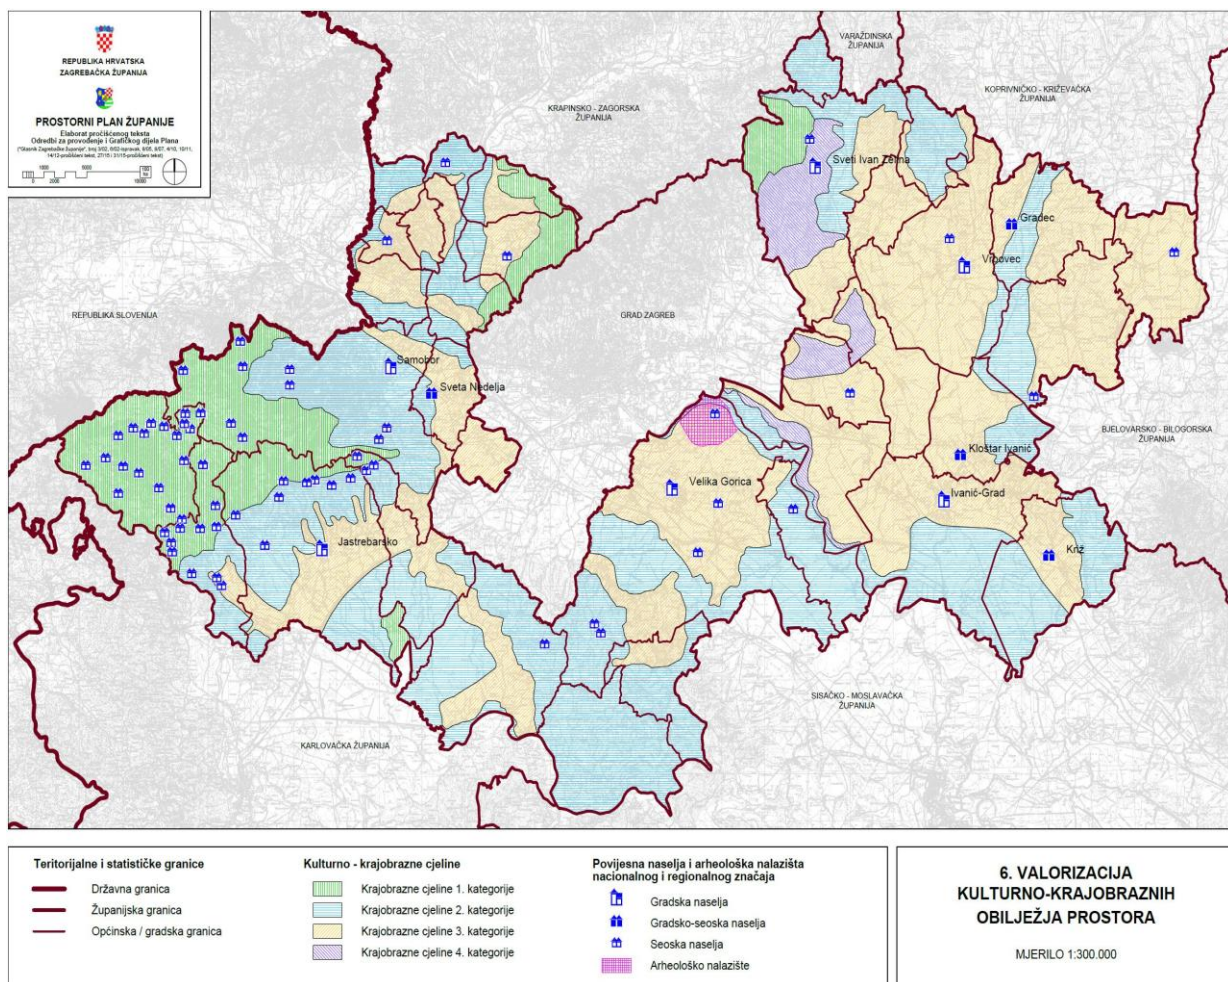 REPUBLIKA HRVATSKA
ZAGREBAČKA ŽUPANIJA
PROSTORNI PLAN ŽUPANIJE
Elaborat pročišćenog teksta
Odredbi za provođenje i Grafičkog dijela Plana
VARAŽDINSKA
ŽUPANIJA
KOPRIVNIČKO - KRIŽEVAČKA
ŽUPANIJA
KRAPINSKO - ZAGORSKA
ŽUPANIJA
Sveti Ivan Zelina
Gradec
Vrbovec
REPUBLIKA SLOVENIJA
GRAD ZAGREB
Samobor
Sveta Nedelja
BJELOVARSKO - BILOGORSKA
ŽUPANIJA
Kloštar Ivanić
Velika Gorica
Ivanić-Grad
Jastrebarsko
Križ
SISAČKO - MOSLAVAČKA
ŽUPANIJA
KARLOVAČKA ŽUPANIJA
Teritorijalne i statističke granice
Državna granica
Županijska granica
Općinska / gradska granica
Kulturno - krajobrazne cjeline
Krajobrazne cjeline 1. kategorije
Krajobrazne cjeline 2. kategorije
Krajobrazne cjeline 3. kategorije
Krajobrazne cjeline 4. kategorije
Povijesna naselja i arheološka nalazišta
nacionalnog i regionalnog značaja
Gradska naselja
Gradsko-seoska naselja
Seoska naselja
Arheološko nalazište
6. VALORIZACIJA
KULTURNO-KRAJOBRAZNIH
OBILJEŽJA PROSTORA
MJERILO 1:300.000